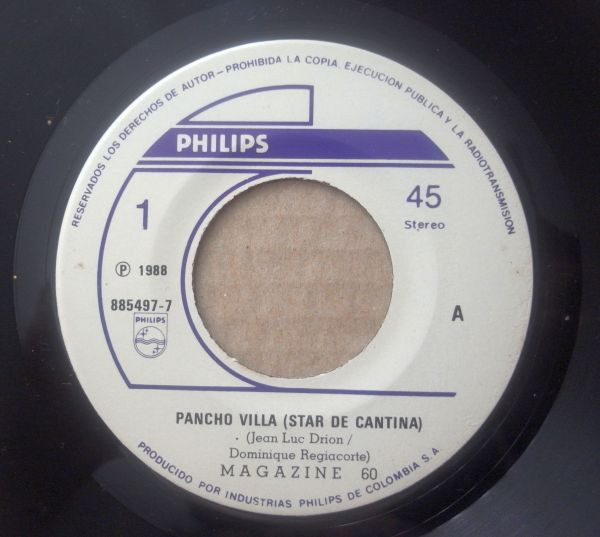 RESERVADOS LOS DERECHOS DE AUTOR - PROHIBIDA LA COPIA, EJECUCION PUBLICA Y LA RADIOTRANSMISION
PHILIPS
1
45
Stereo
Ⓟ 1988
885497-7
PHILIPS
A
PANCHO VILLA (STAR DE CANTINA)
(Jean Luc Drion /
Dominique Regiacorte)
MAGAZINE 60
PRODUCIDO POR INDUSTRIAS PHILIPS DE COLOMBIA S.A.